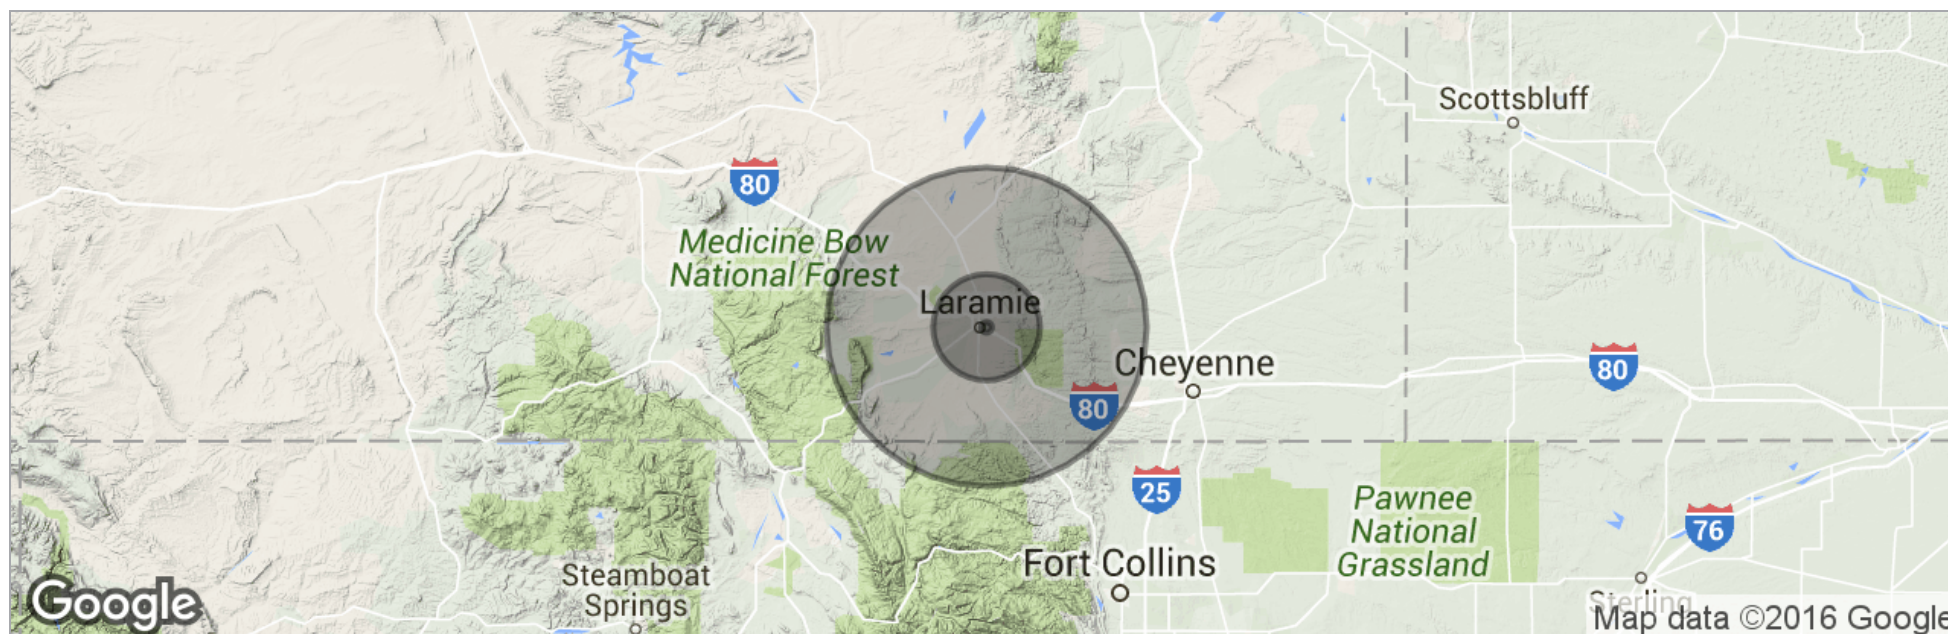 Scottsbluff
80
Medicine Bow
National Forest
Laramie
Cheyenne
80
80
25
Pawnee
National
Grassland
76
Fort Collins
Steamboat
Springs
Sterling
Google
Map data ©2016 Google